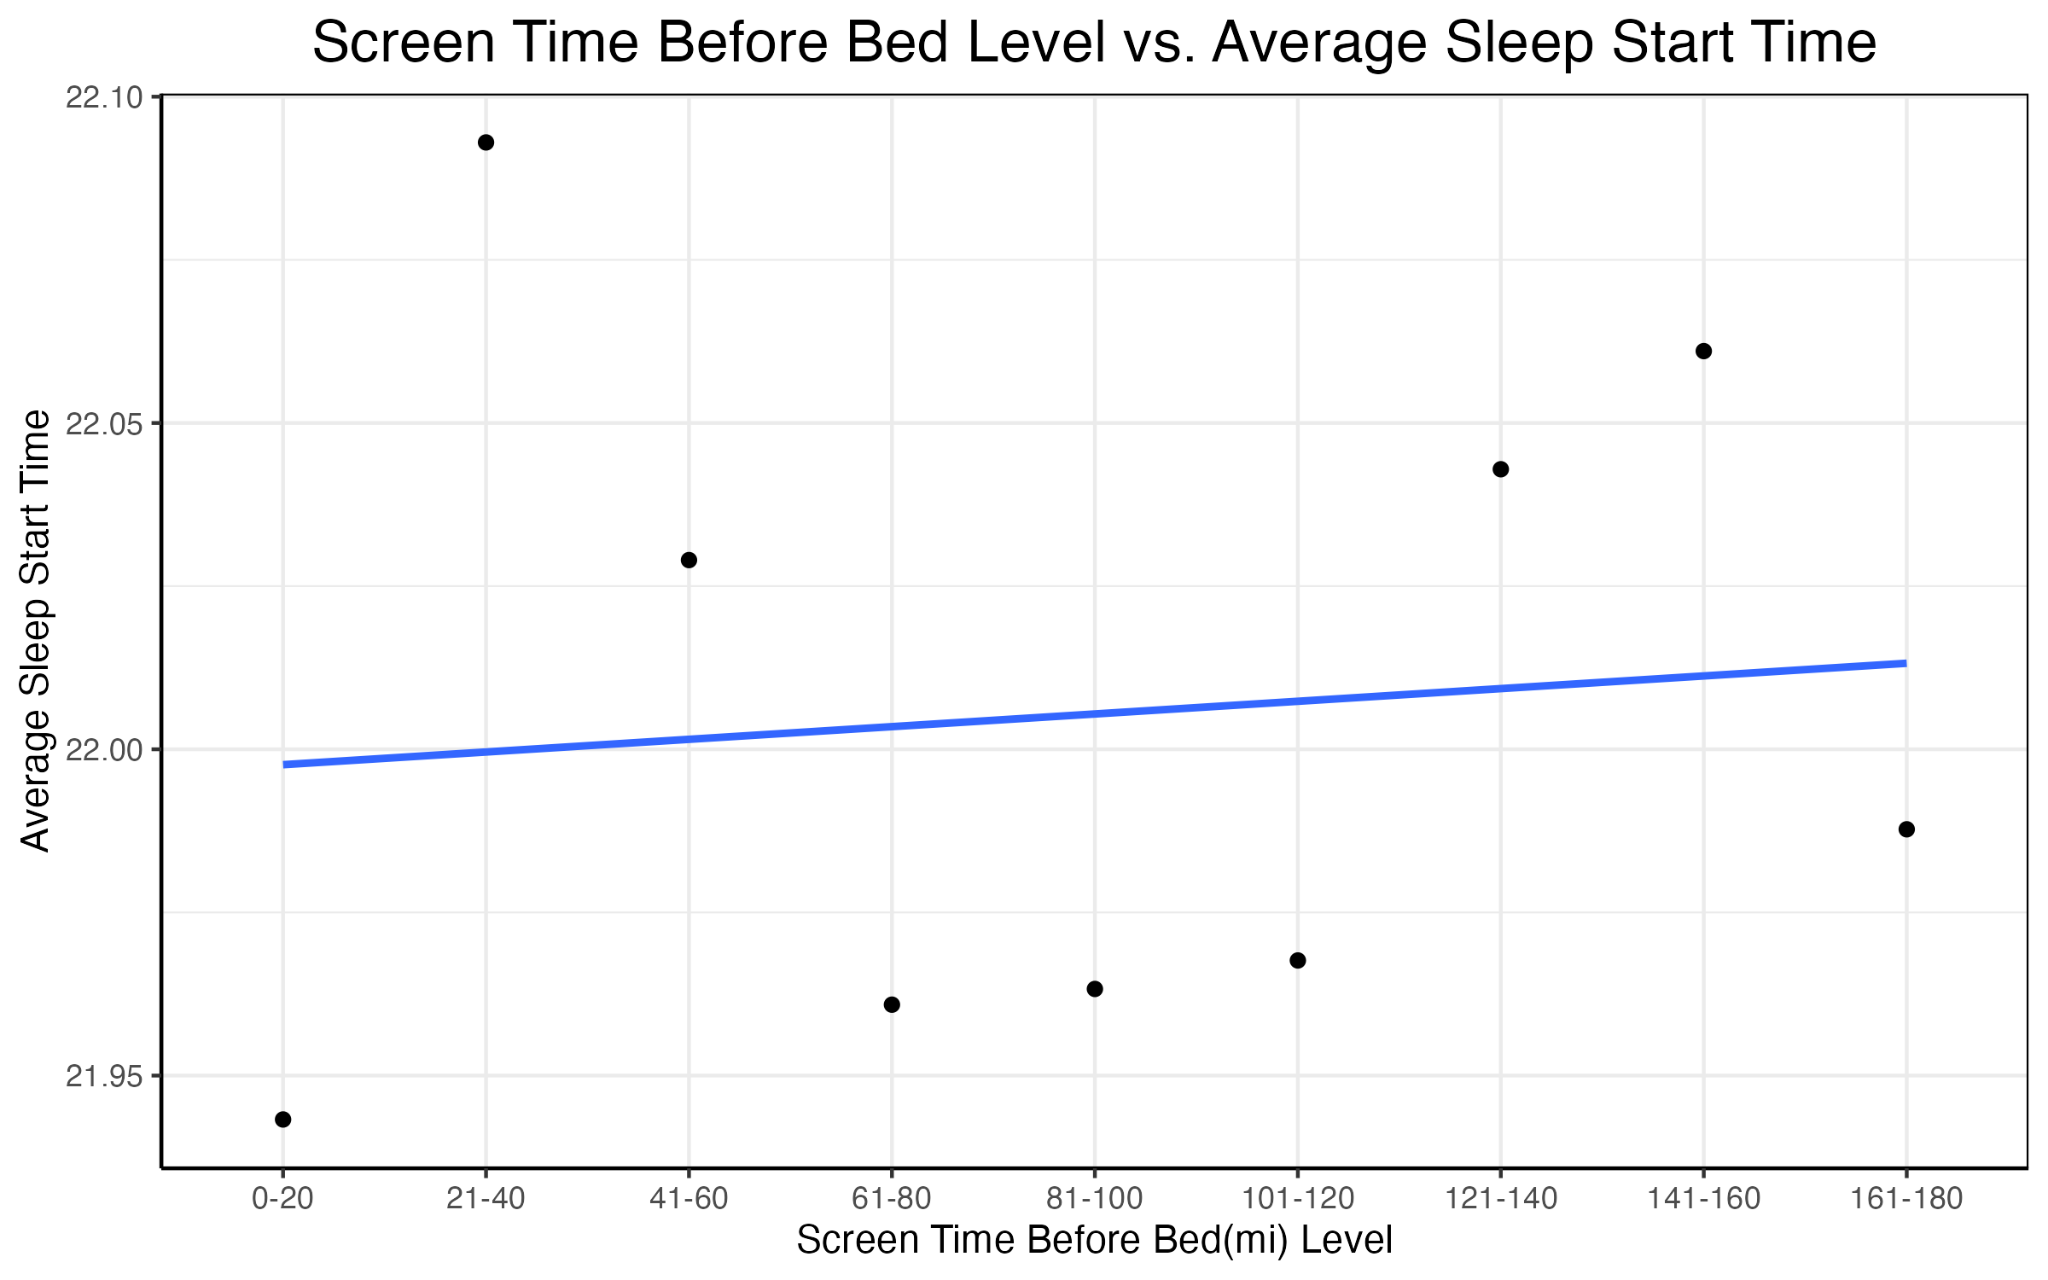 Screen Time Before Bed Level vs. Average Sleep Start Time
22.10
22.05
22.00
21.95
Average Sleep Start Time
0-20 21-40 41-60 61-80 81-100 101-120 121-140 141-160 161-180
Screen Time Before Bed(mi) Level